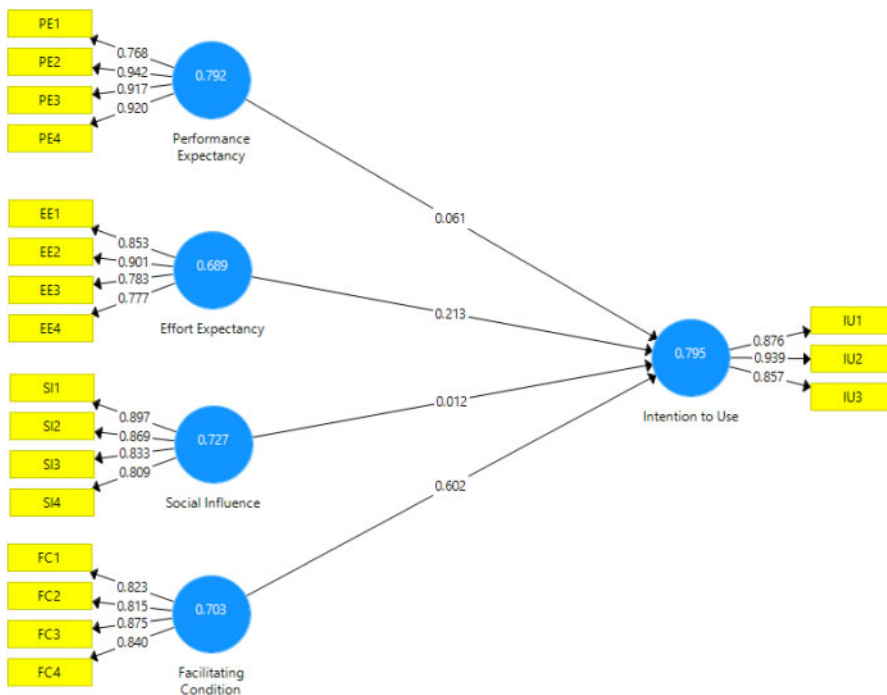 PE1
PE2
PE3
PE4
0.768
0.942
0.917
0.920
0.792
Performance
Expectancy
0.061
EE1
EE2
EE3
EE4
0.853
0.901
0.783
0.777
0.689
Effort Expectancy
0.213
SI1
SI2
SI3
SI4
0.897
0.869
0.833
0.809
0.727
Social Influence
0.012
FC1
FC2
FC3
FC4
0.823
0.815
0.875
0.840
0.703
Facilitating
Condition
0.602
0.795
Intention to Use
0.876
0.939
0.857
IU1
IU2
IU3